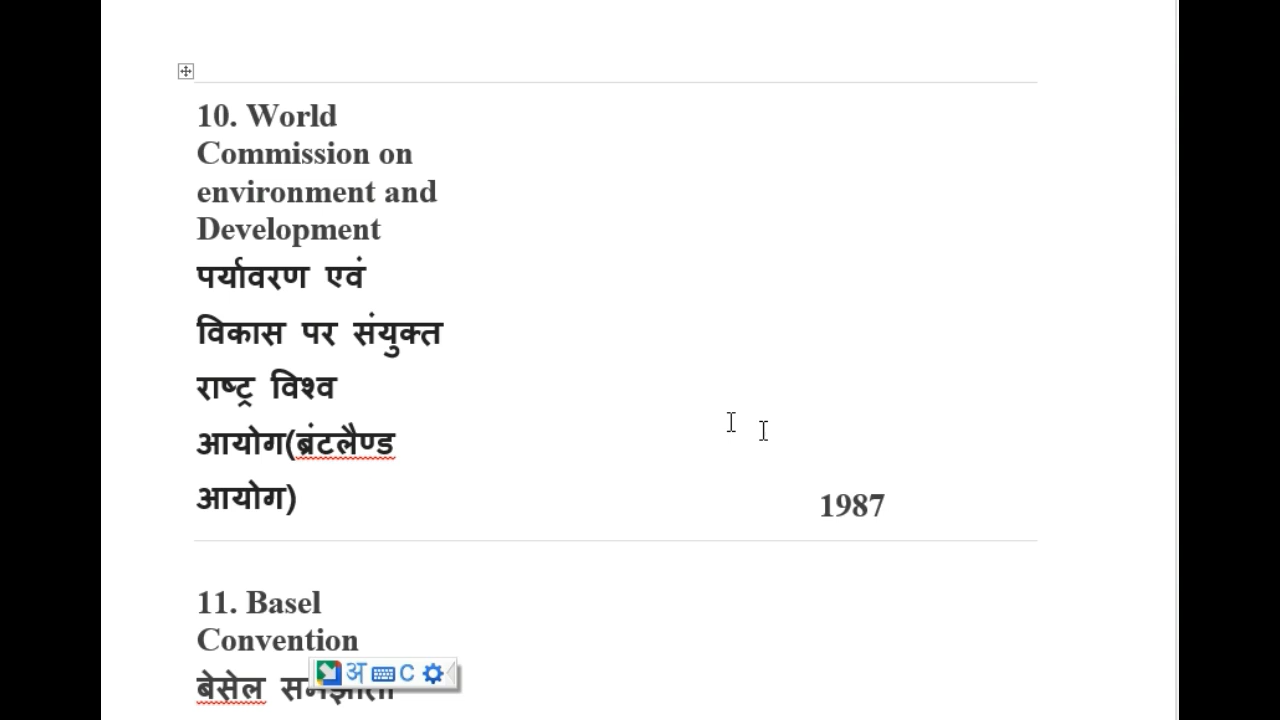 10. World
Commission on
environment and
Development
पर्यावरण एवं
विकास पर संयुक्त
राष्ट्र विश्व
आयोग(ब्रंटलैण्ड
आयोग)
1987
11. Basel
Convention
अ C
बेसेल